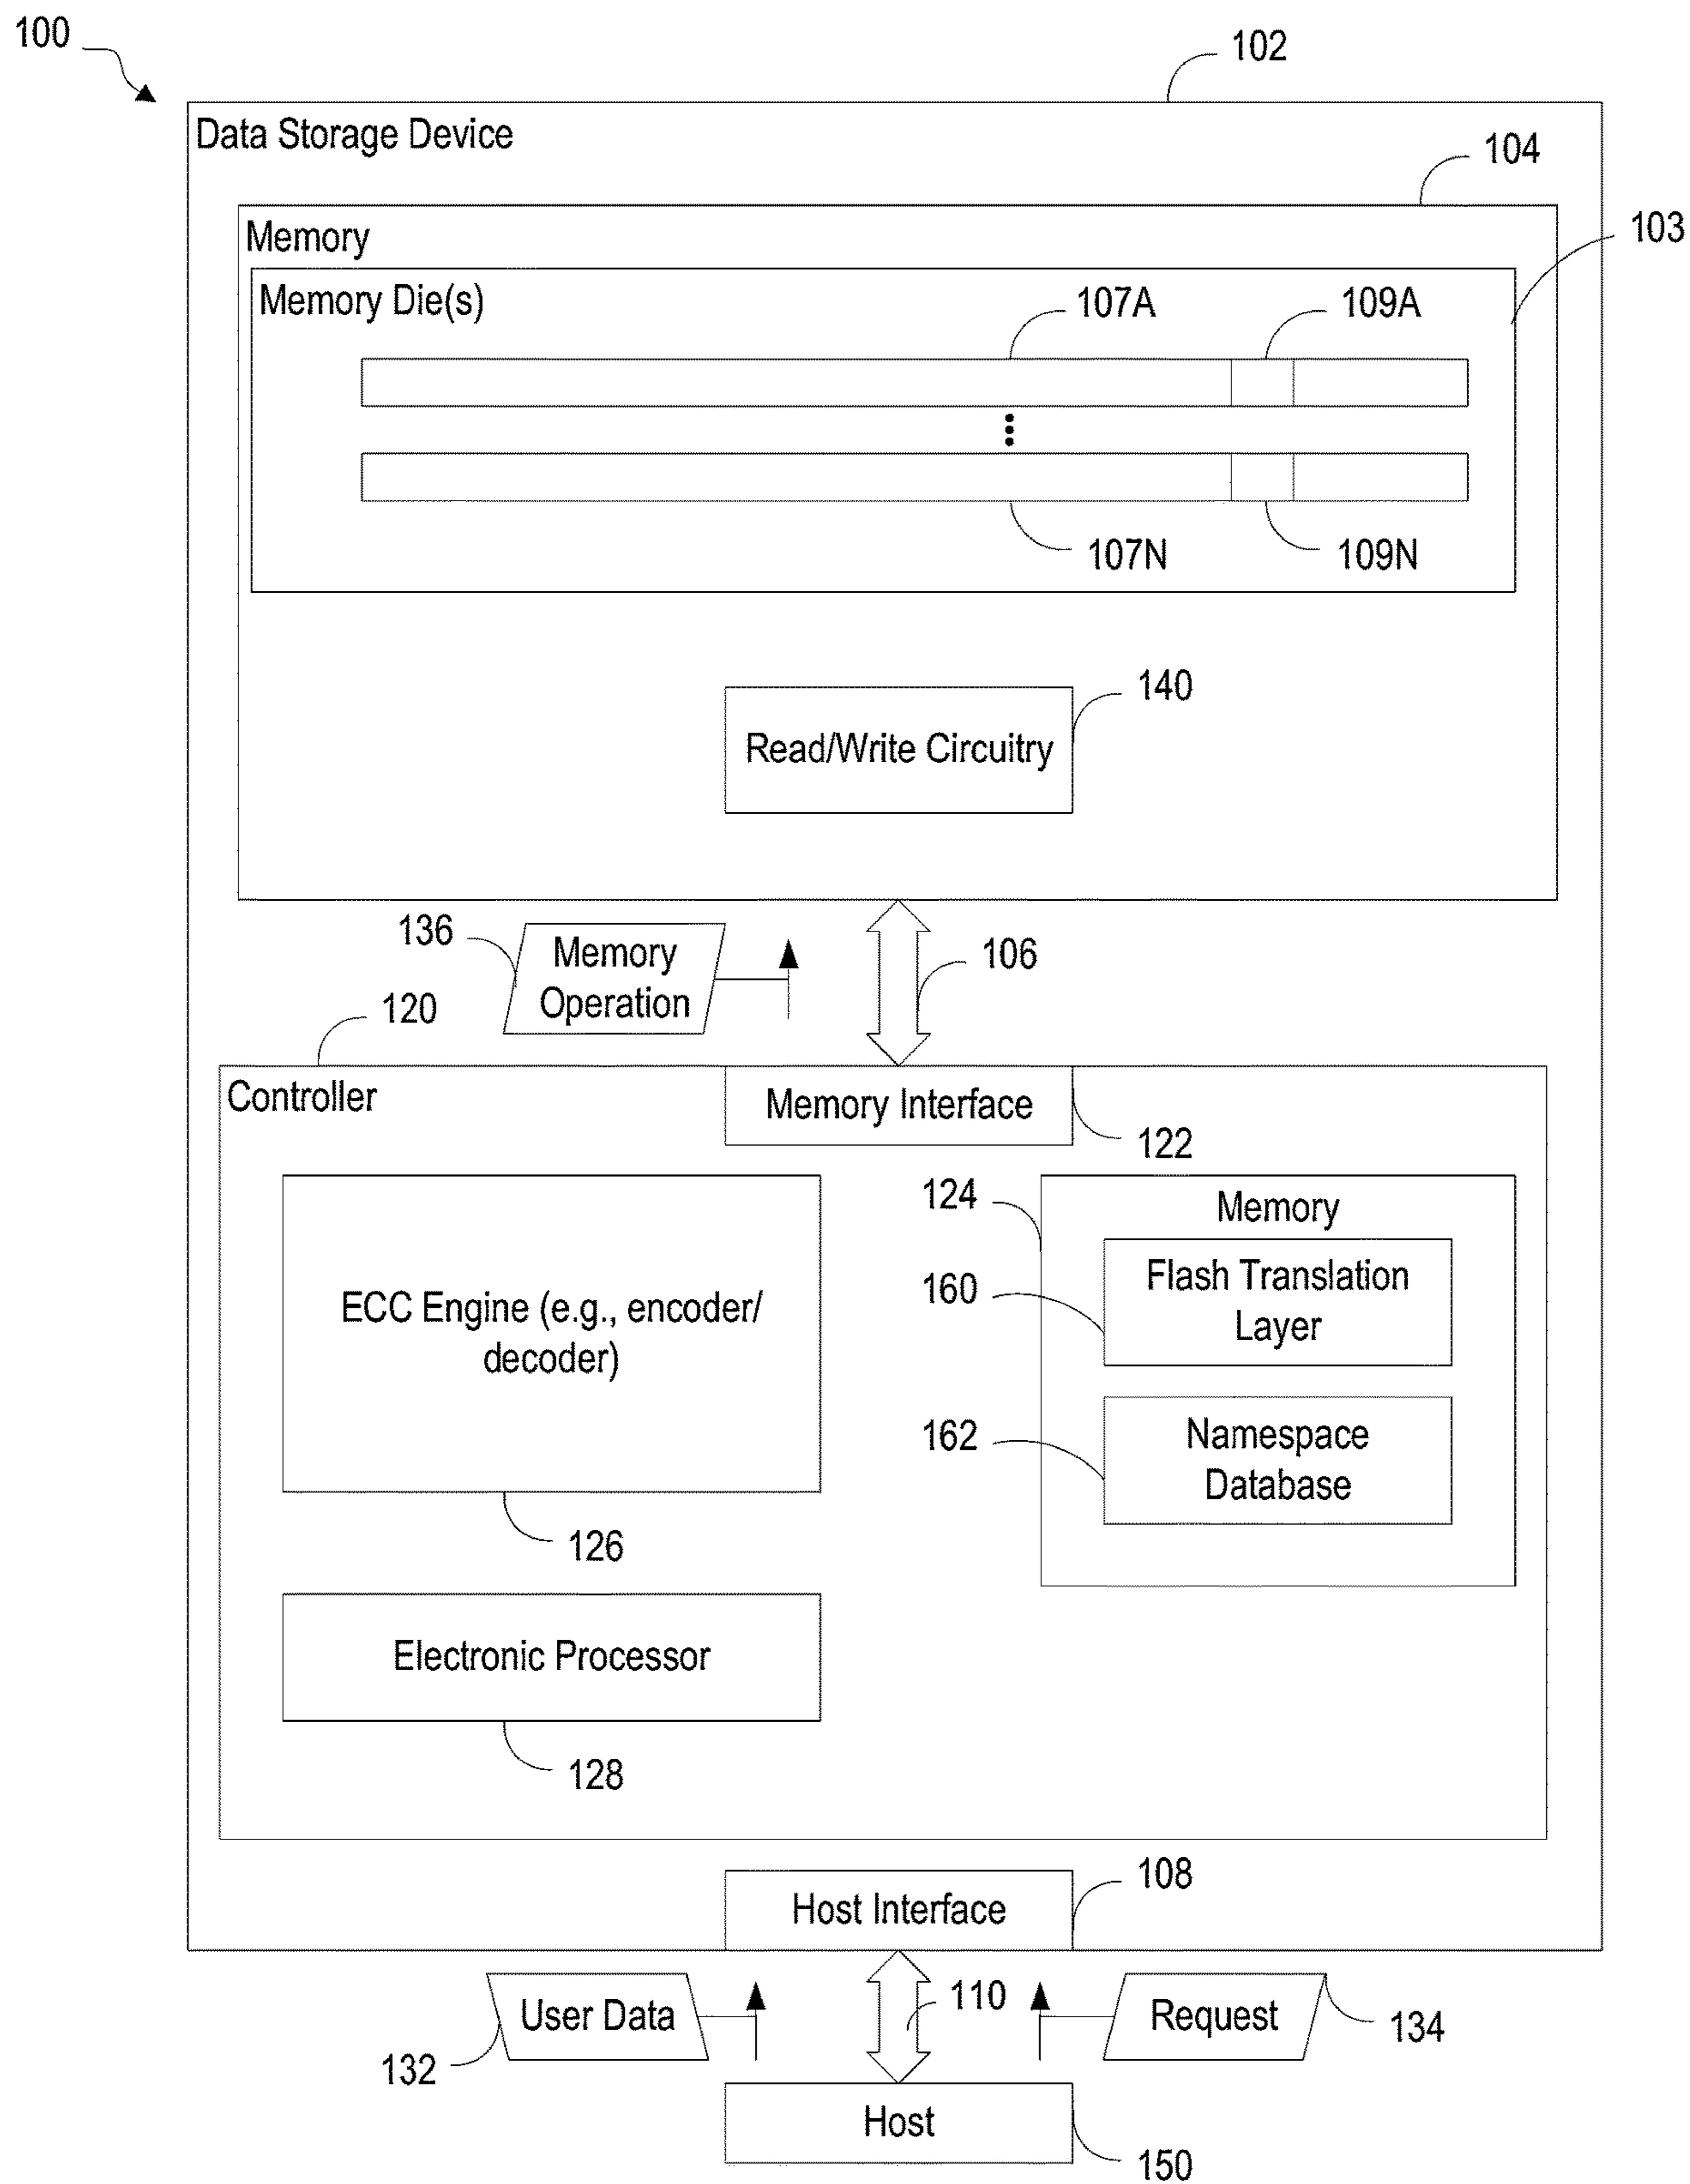 100
102
Data Storage Device
104
Memory
103
Memory Die(s)
107A
109A
107N
109N
140
Read/Write Circuitry
136
Memory
Operation
106
120
Controller
Memory Interface
122
124
Memory
160
Flash Translation
Layer
ECC Engine (e.g., encoder/
decoder)
162
Namespace
Database
126
Electronic Processor
128
108
Host Interface
User Data
110
Request
132
134
Host
150